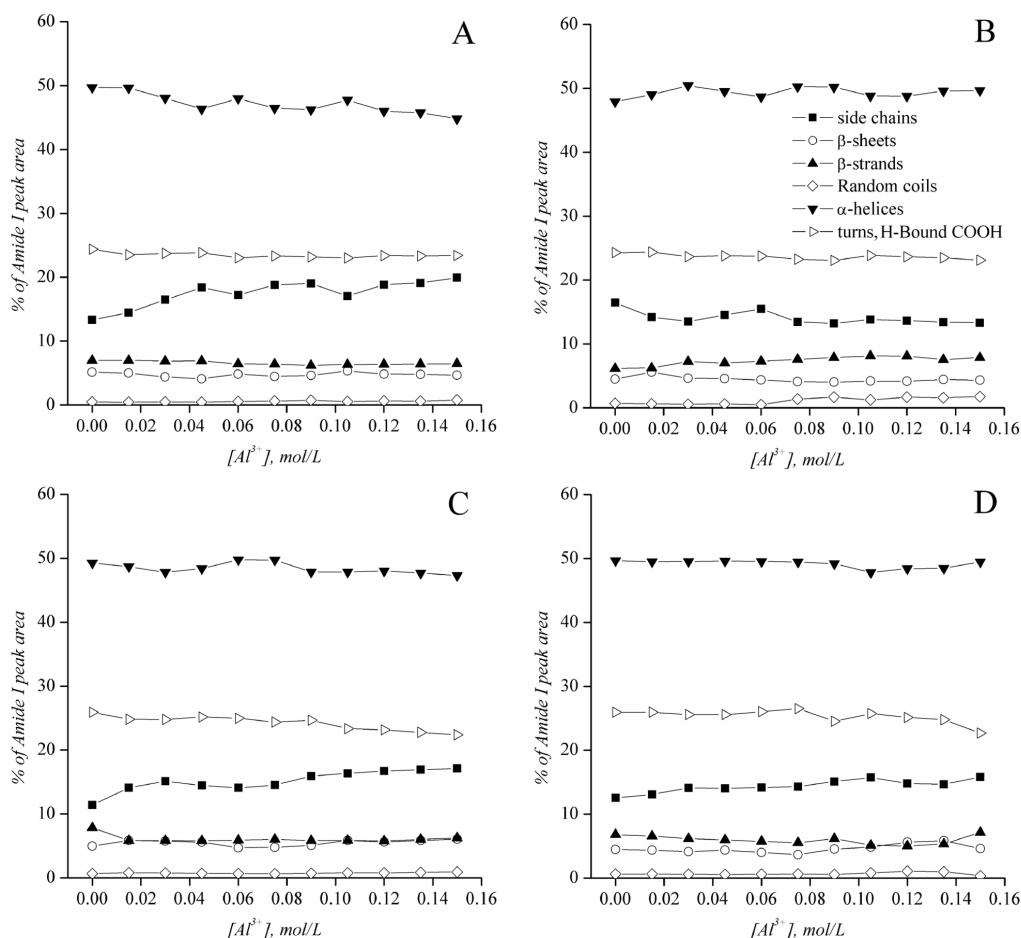 A
60
50
40
30
20
10
0
% of Amide I peak area
0.00 0.02 0.04 0.06 0.08 0.10 0.12 0.14 0.16
[Al³⁺], mol/L
B
60
50
40
30
20
10
0
% of Amide I peak area
side chains
β-sheets
β-strands
Random coils
α-helices
turns, H-Bound COOH
0.00 0.02 0.04 0.06 0.08 0.10 0.12 0.14 0.16
[Al³⁺], mol/L
C
60
50
40
30
20
10
0
% of Amide I peak area
0.00 0.02 0.04 0.06 0.08 0.10 0.12 0.14 0.16
[Al³⁺], mol/L
D
60
50
40
30
20
10
0
% of Amide I peak area
0.00 0.02 0.04 0.06 0.08 0.10 0.12 0.14 0.16
[Al³⁺], mol/L